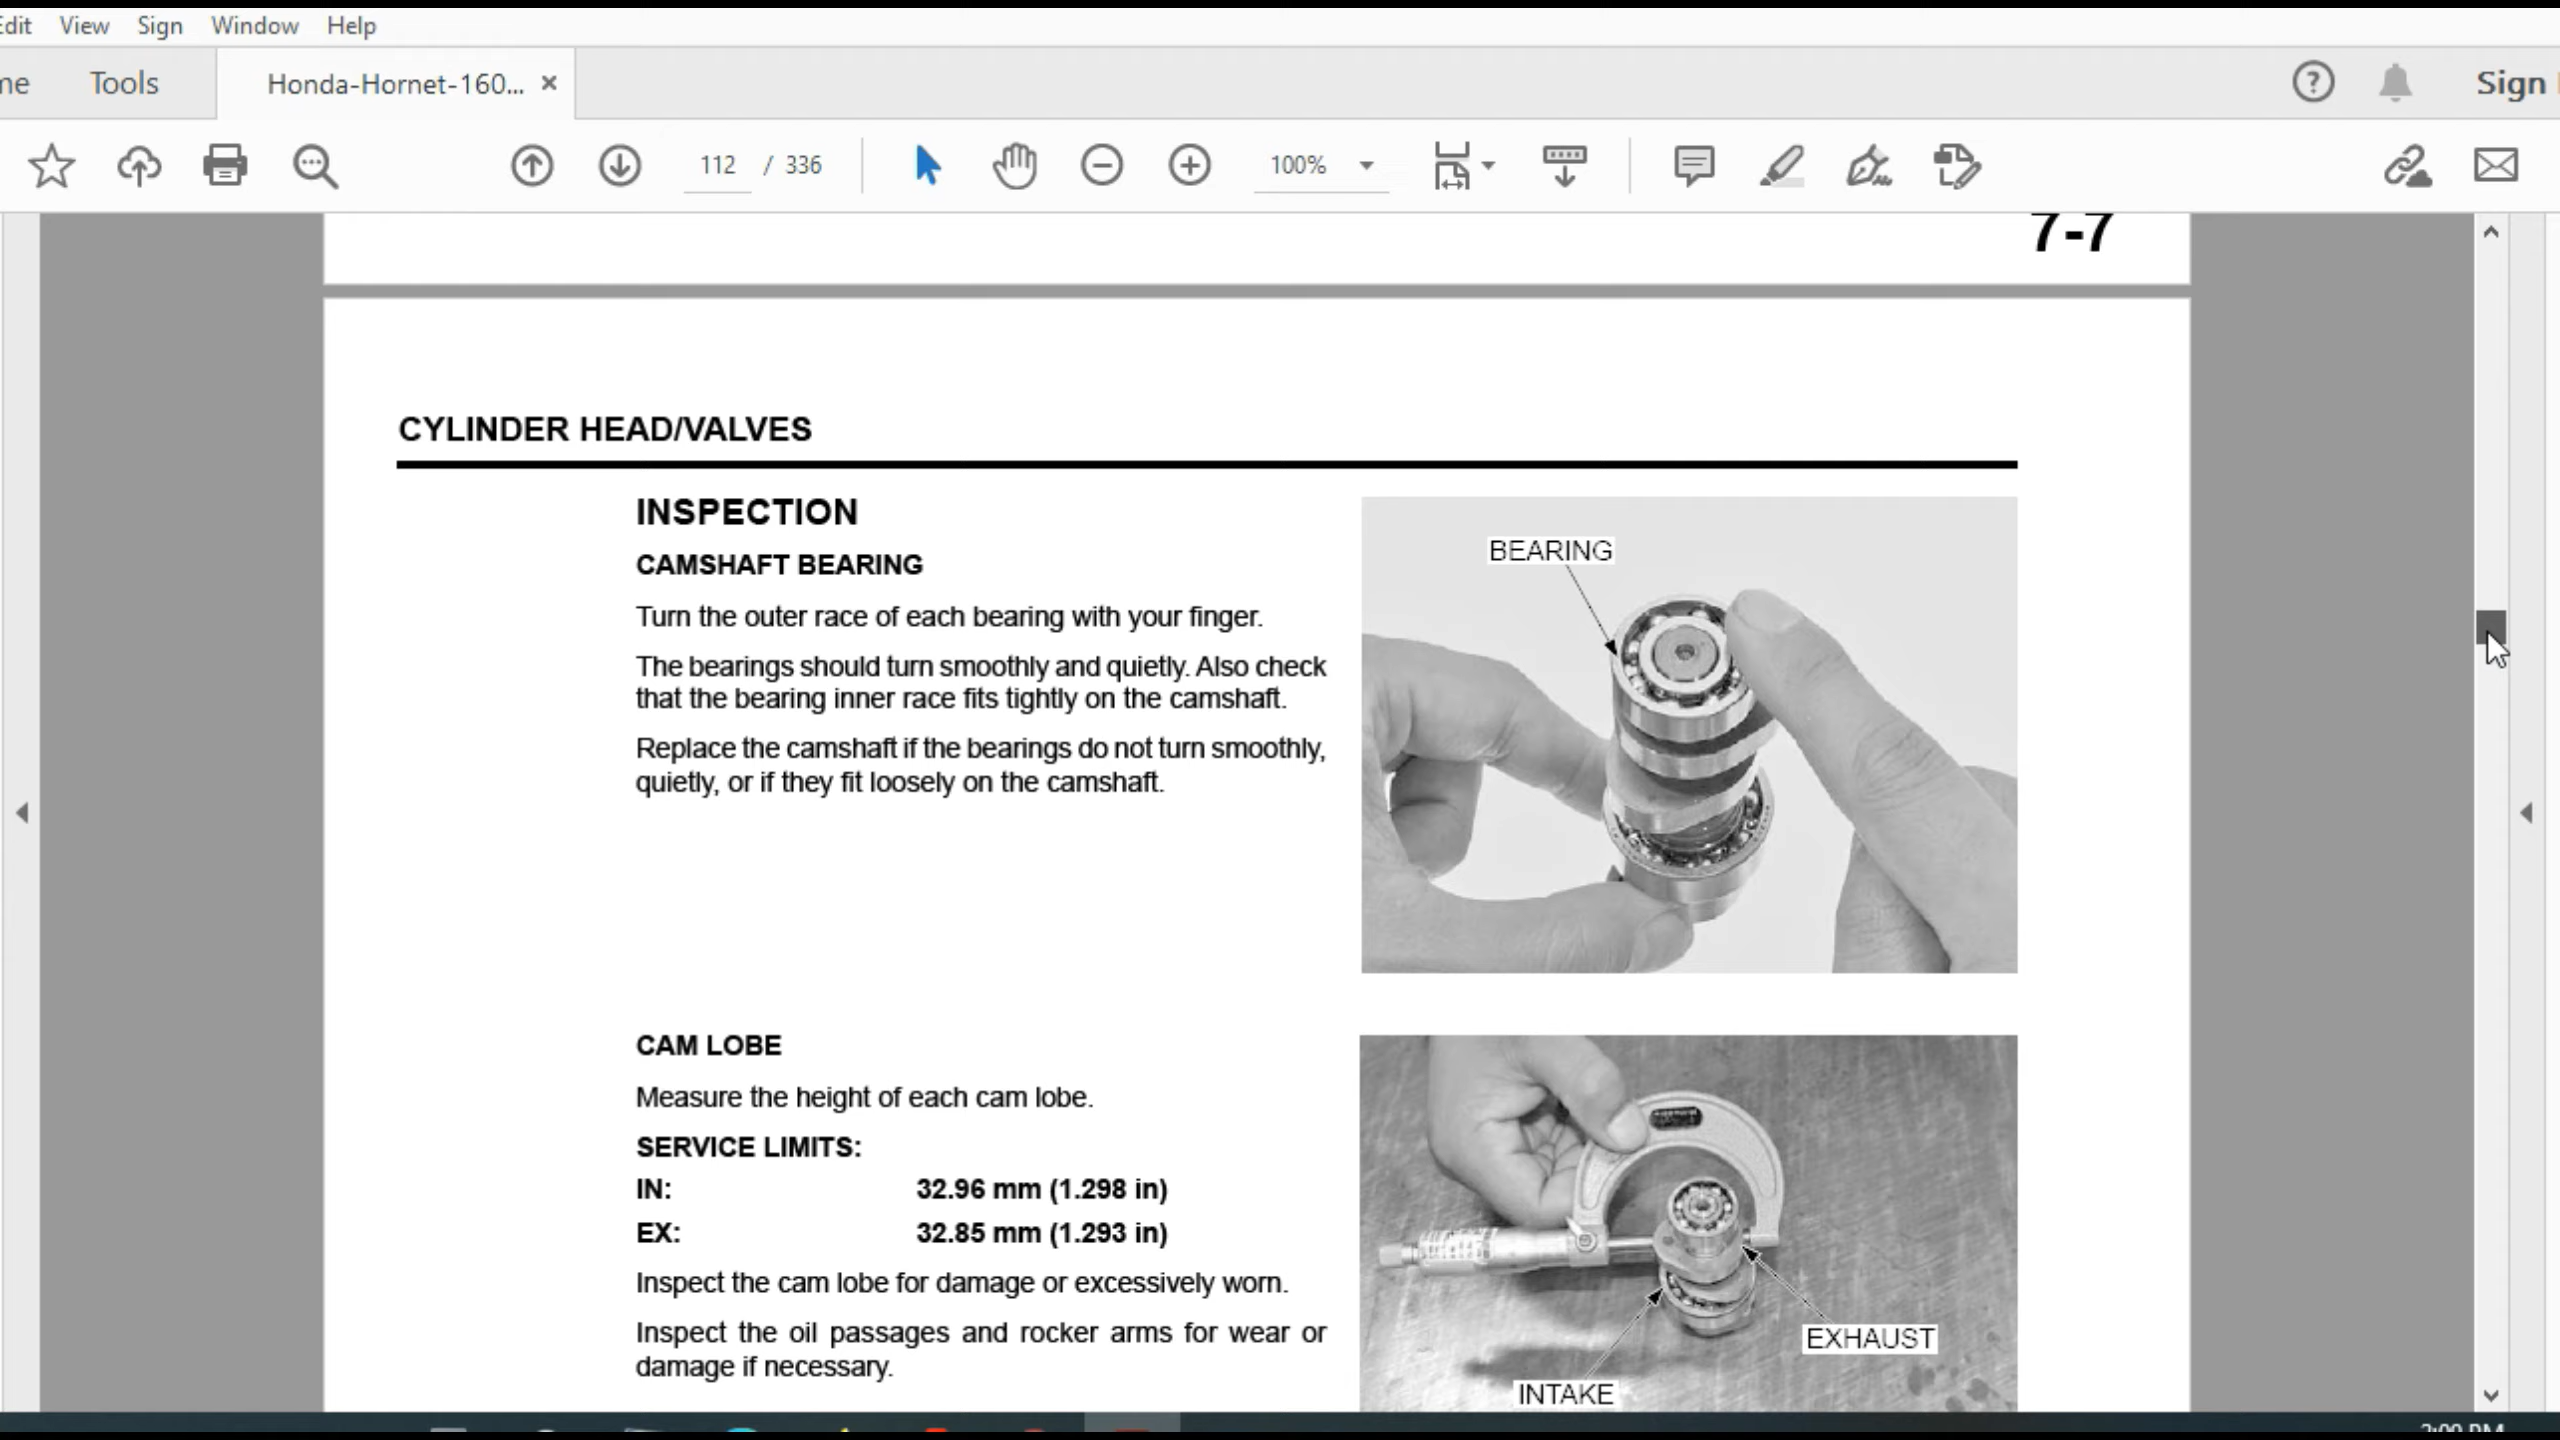 Edit View Sign Window Help
me Tools Honda-Hornet-160... × Sign
112 / 336 100%
7-7
CYLINDER HEAD/VALVES
INSPECTION
CAMSHAFT BEARING
Turn the outer race of each bearing with your finger.
The bearings should turn smoothly and quietly. Also check
that the bearing inner race fits tightly on the camshaft.
Replace the camshaft if the bearings do not turn smoothly,
quietly, or if they fit loosely on the camshaft.
BEARING
CAM LOBE
Measure the height of each cam lobe.
SERVICE LIMITS:
IN: 32.96 mm (1.298 in)
EX: 32.85 mm (1.293 in)
Inspect the cam lobe for damage or excessively worn.
Inspect the oil passages and rocker arms for wear or
damage if necessary.
EXHAUST
INTAKE